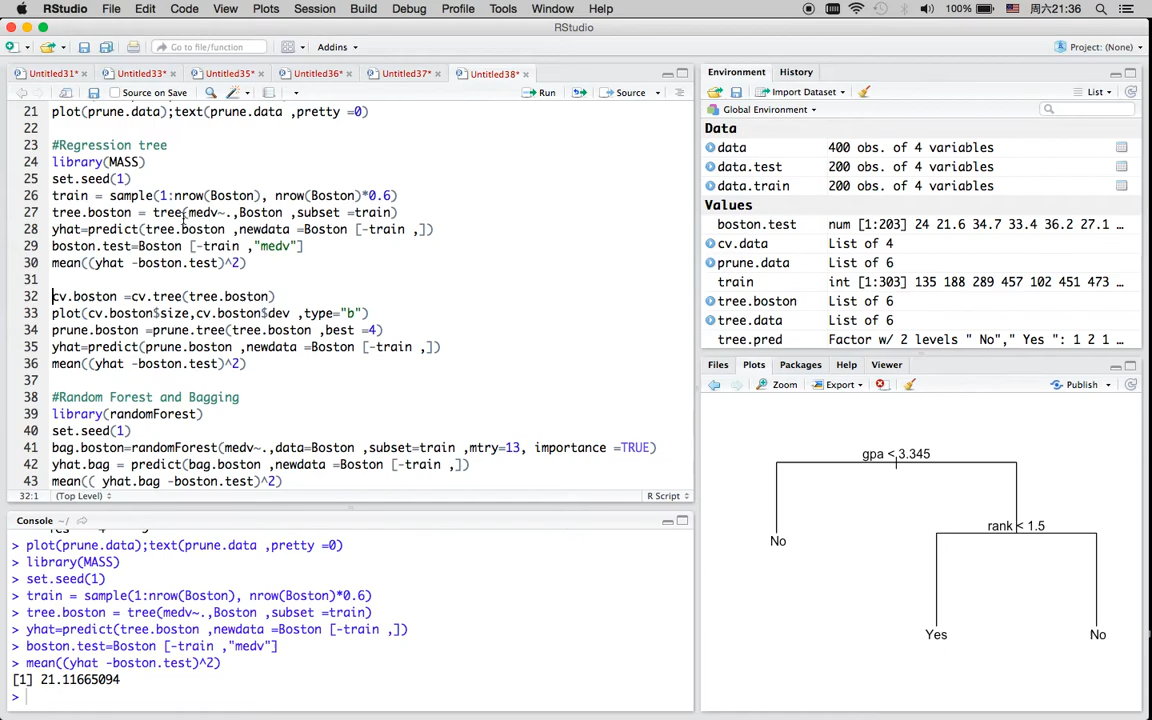 RStudio File Edit Code View Plots Session Build Debug Profile Tools Window Help 100% 周六21:36
RStudio
Go to file/function Addins Project: (None)
Untitled31* Untitled33* Untitled35* Untitled36* Untitled37* Untitled38*
Source on Save Run Source
21 plot(prune.data);text(prune.data ,pretty =0)
22
23 #Regression tree
24 library(MASS)
25 set.seed(1)
26 train = sample(1:nrow(Boston), nrow(Boston)*0.6)
27 tree.boston = tree(medv~.,Boston ,subset =train)
28 yhat=predict(tree.boston ,newdata =Boston [-train ,])
29 boston.test=Boston [-train ,"medv"]
30 mean((yhat -boston.test)^2)
31
32 cv.boston =cv.tree(tree.boston)
33 plot(cv.boston$size,cv.boston$dev ,type="b")
34 prune.boston =prune.tree(tree.boston ,best =4)
35 yhat=predict(prune.boston ,newdata =Boston [-train ,])
36 mean((yhat -boston.test)^2)
37
38 #Random Forest and Bagging
39 library(randomForest)
40 set.seed(1)
41 bag.boston=randomForest(medv~.,data=Boston ,subset=train ,mtry=13, importance =TRUE)
42 yhat.bag = predict(bag.boston ,newdata =Boston [-train ,])
43 mean(( yhat.bag -boston.test)^2)
32:1 (Top Level) R Script
Console ~/
> plot(prune.data);text(prune.data ,pretty =0)
> library(MASS)
> set.seed(1)
> train = sample(1:nrow(Boston), nrow(Boston)*0.6)
> tree.boston = tree(medv~.,Boston ,subset =train)
> yhat=predict(tree.boston ,newdata =Boston [-train ,])
> boston.test=Boston [-train ,"medv"]
> mean((yhat -boston.test)^2)
[1] 21.11665094
>
Environment History
Import Dataset List
Global Environment
Data
data 400 obs. of 4 variables
data.test 200 obs. of 4 variables
data.train 200 obs. of 4 variables
Values
boston.test num [1:203] 24 21.6 34.7 33.4 36.2 27.1 …
cv.data List of 4
prune.data List of 6
train int [1:303] 135 188 289 457 102 451 473 …
tree.boston List of 6
tree.data List of 6
tree.pred Factor w/ 2 levels " No"," Yes ": 1 2 1 …
Files Plots Packages Help Viewer
Zoom Export Publish
gpa < 3.345
rank < 1.5
No
Yes No